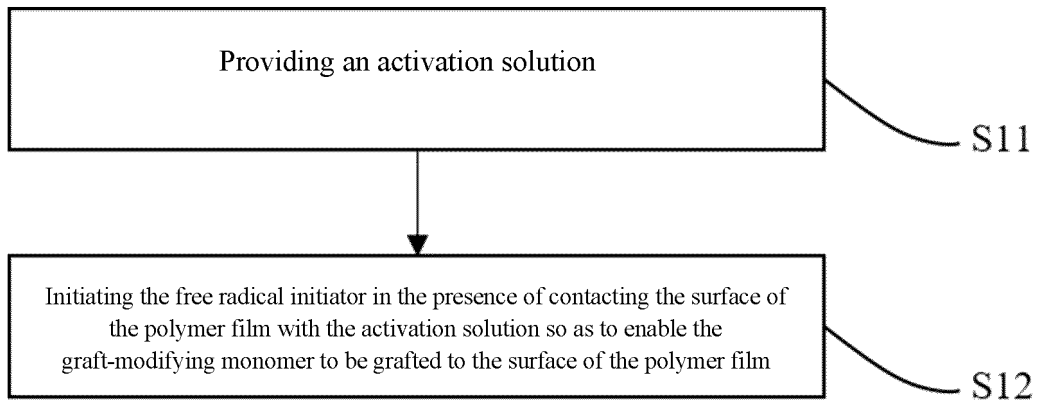 Providing an activation solution
S11
Initiating the free radical initiator in the presence of contacting the surface of
the polymer film with the activation solution so as to enable the
graft-modifying monomer to be grafted to the surface of the polymer film
S12